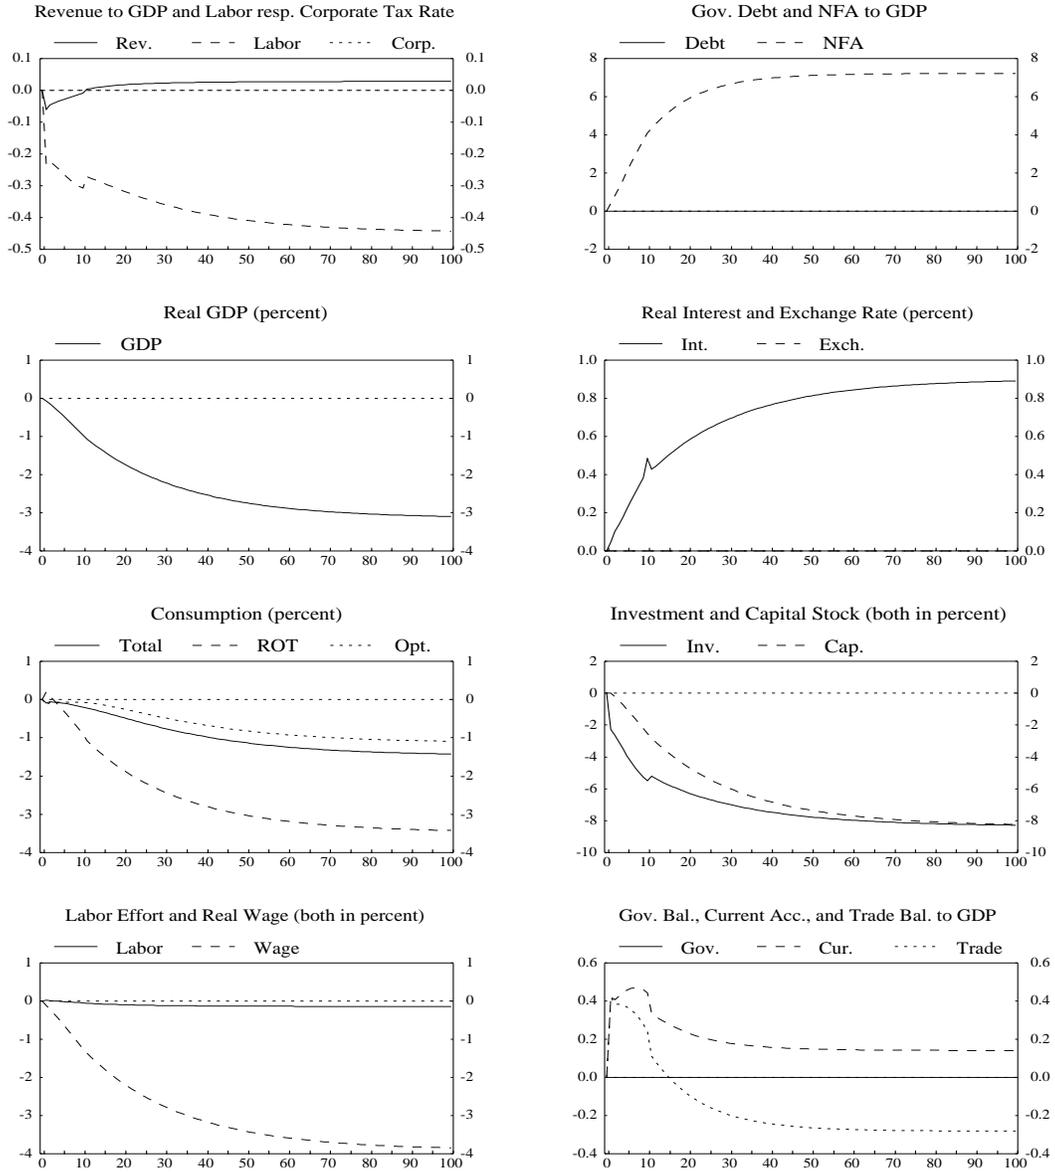 Revenue to GDP and Labor resp. Corporate Tax Rate
Rev. Labor Corp.
0.1 0.1
0.0 0.0
-0.1 -0.1
-0.2 -0.2
-0.3 -0.3
-0.4 -0.4
-0.5 -0.5
0 10 20 30 40 50 60 70 80 90 100
Gov. Debt and NFA to GDP
Debt NFA
8 8
6 6
4 4
2 2
0 0
-2 -2
0 10 20 30 40 50 60 70 80 90 100
Real GDP (percent)
GDP
1 1
0 0
-1 -1
-2 -2
-3 -3
-4 -4
0 10 20 30 40 50 60 70 80 90 100
Real Interest and Exchange Rate (percent)
Int. Exch.
1.0 1.0
0.8 0.8
0.6 0.6
0.4 0.4
0.2 0.2
0.0 0.0
0 10 20 30 40 50 60 70 80 90 100
Consumption (percent)
Total ROT Opt.
1 1
0 0
-1 -1
-2 -2
-3 -3
-4 -4
0 10 20 30 40 50 60 70 80 90 100
Investment and Capital Stock (both in percent)
Inv. Cap.
2 2
0 0
-2 -2
-4 -4
-6 -6
-8 -8
-10 -10
0 10 20 30 40 50 60 70 80 90 100
Labor Effort and Real Wage (both in percent)
Labor Wage
1 1
0 0
-1 -1
-2 -2
-3 -3
-4 -4
0 10 20 30 40 50 60 70 80 90 100
Gov. Bal., Current Acc., and Trade Bal. to GDP
Gov. Cur. Trade
0.6 0.6
0.4 0.4
0.2 0.2
0.0 0.0
-0.2 -0.2
-0.4 -0.4
0 10 20 30 40 50 60 70 80 90 100